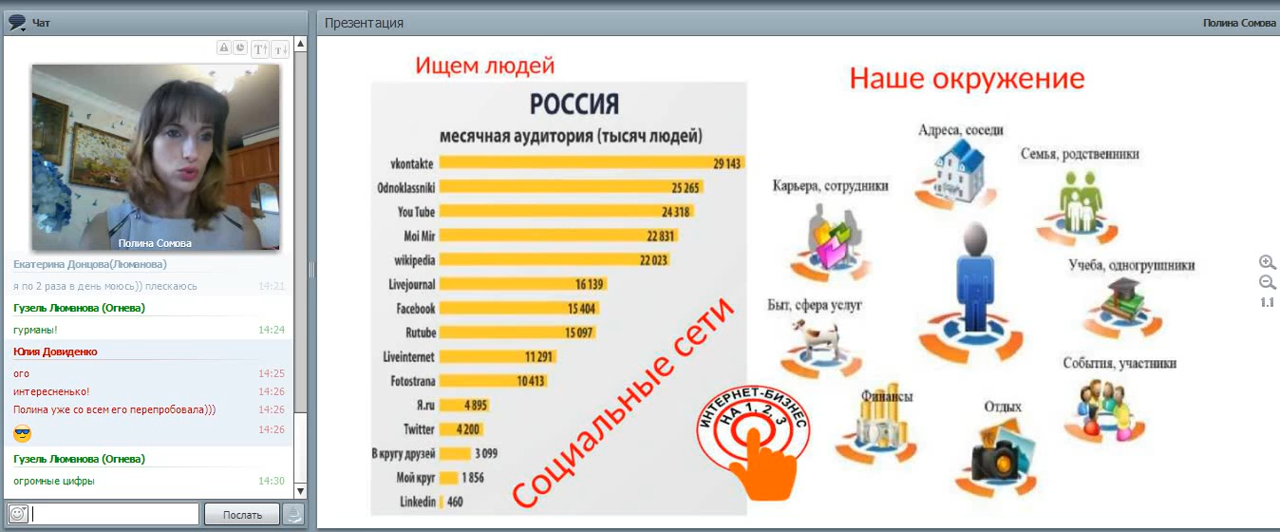 Чат
Полина Сомова
Екатерина Донцова(Люманова)
я по 2 раза в день моюсь)) плескаюсь 14:21
Гузель Люманова (Огнева)
гурманы! 14:24
Юлия Довиденко
ого 14:25
интересненько! 14:26
Полина уже со всем его перепробовала))) 14:26
14:26
Гузель Люманова (Огнева)
огромные цифры 14:30
Послать
Презентация
Полина Сомова
Ищем людей
РОССИЯ
месячная аудитория (тысяч людей)
vkontakte 29 143
Odnoklassniki 25 265
You Tube 24 318
Moi Mir 22 831
wikipedia 22 023
Livejournal 16 139
Facebook 15 404
Rutube 15 097
Liveinternet 11 291
Fotostrana 10 413
Я.ru 4 895
Twitter 4 200
В кругу друзей 3 099
Мой круг 1 856
Linkedin 460
Социальные сети
ИНТЕРНЕТ-БИЗНЕС
НА 1, 2, 3
Наше окружение
Адреса, соседи
Семья, родственники
Карьера, сотрудники
Учеба, одногрушники
Быт, сфера услуг
События, участники
Финансы
Отдых
1.1